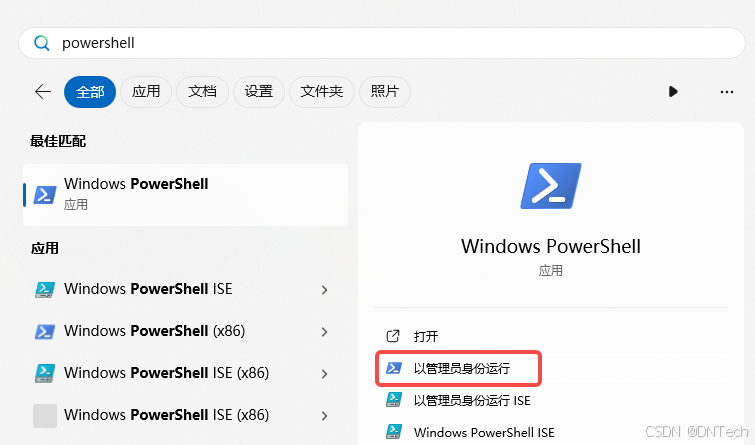 powershell
全部 应用 文档 设置 文件夹 照片
最佳匹配
Windows PowerShell
应用
应用
Windows PowerShell ISE
Windows PowerShell (x86)
Windows PowerShell ISE (x86)
Windows PowerShell ISE (x86)
Windows PowerShell
应用
打开
以管理员身份运行
以管理员身份运行 ISE
Windows PowerShell ISE
CSDN @DNTech